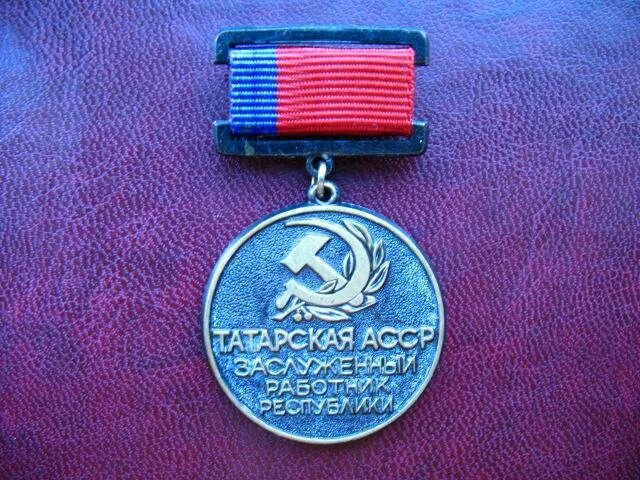 ТАТАРСКАЯ АССР
ЗАСЛУЖЕННЫЙ
РАБОТНИК
РЕСПУБЛИКИ